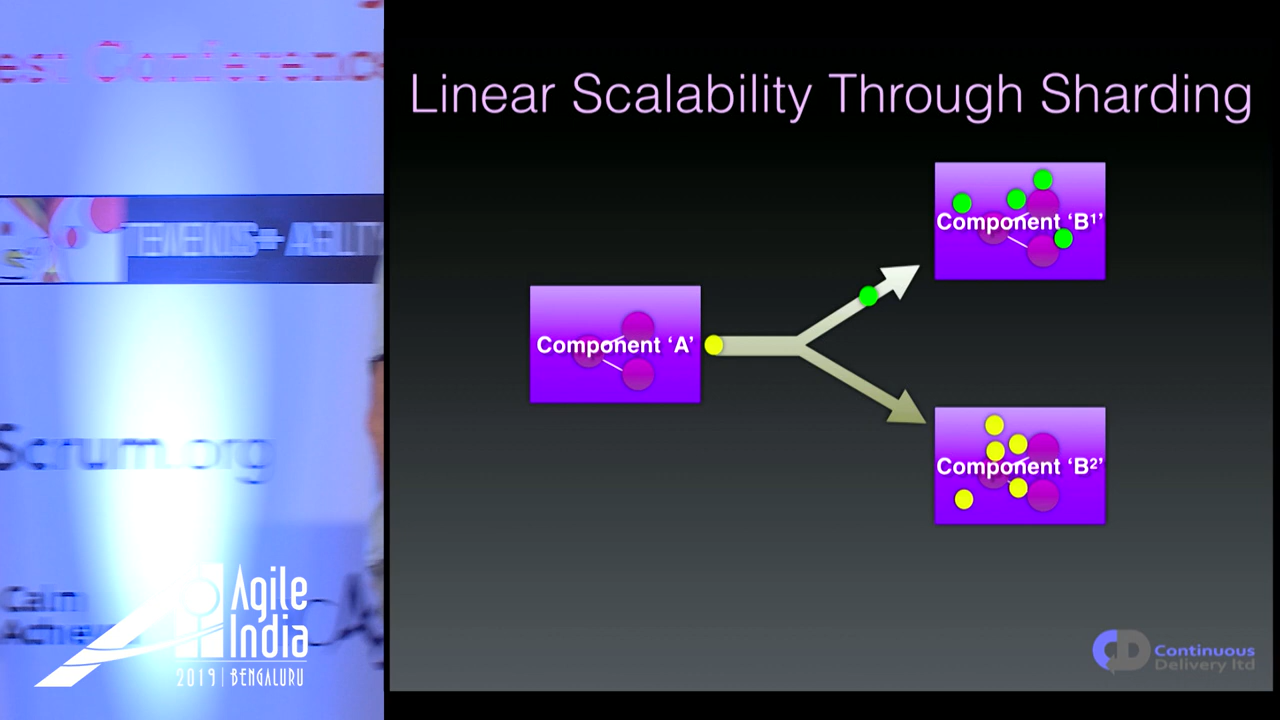 Linear Scalability Through Sharding
Component ‘B¹’
Component ‘A’
Component ‘B²’
Continuous
Delivery ltd
Scrum.org
Agile
India
2019 | BENGALURU